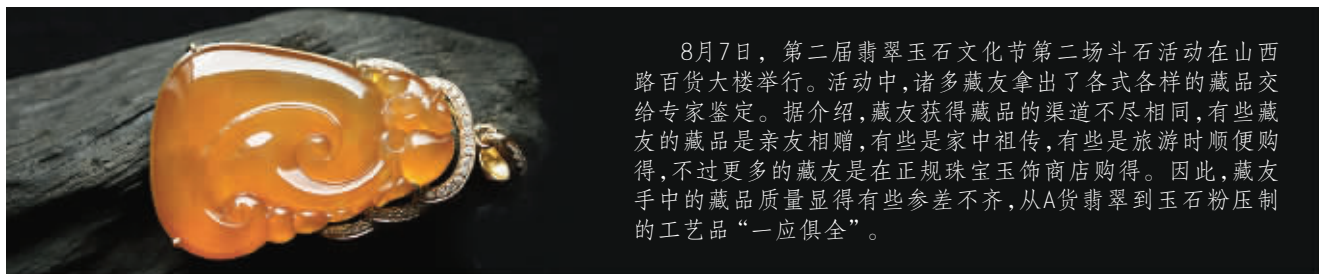 8月7日，第二届翡翠玉石文化节第二场斗石活动在山西
路百货大楼举行。活动中,诸多藏友拿出了各式各样的藏品交
给专家鉴定。据介绍,藏友获得藏品的渠道不尽相同,有些藏
友的藏品是亲友相赠,有些是家中祖传,有些是旅游时顺便购
得,不过更多的藏友是在正规珠宝玉饰商店购得。因此,藏友
手中的藏品质量显得有些参差不齐,从A货翡翠到玉石粉压制
的工艺品“一应俱全”。